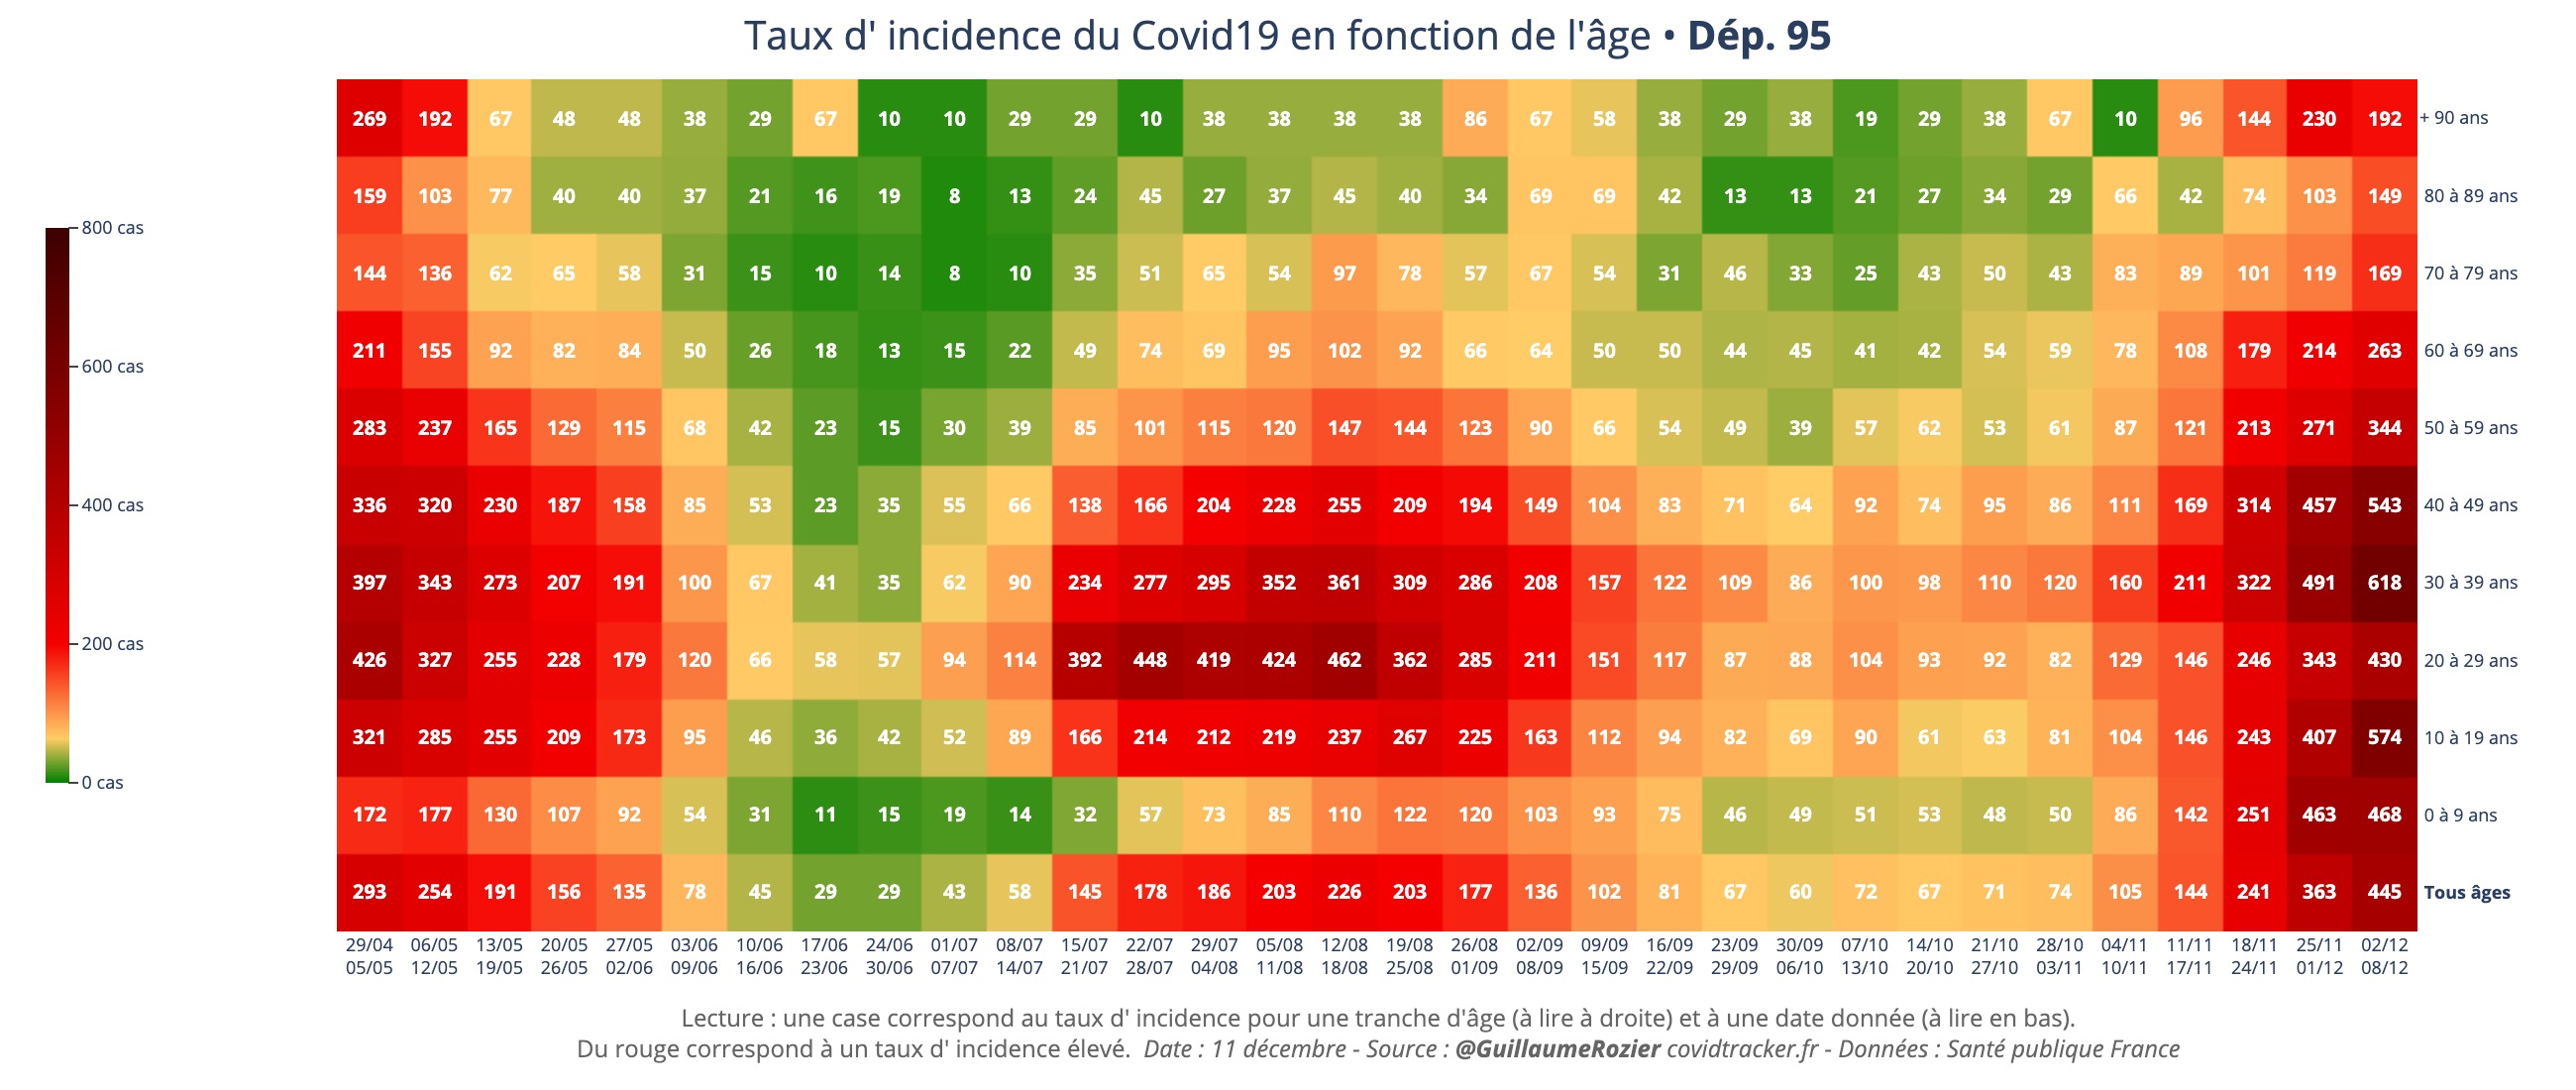 Taux d' incidence du Covid19 en fonction de l'âge • Dép. 95
800 cas
600 cas
400 cas
200 cas
0 cas
269 192 67 48 48 38 29 67 10 10 29 29 10 38 38 38 38 86 67 58 38 29 38 19 29 38 67 10 96 144 230 192 + 90 ans
159 103 77 40 40 37 21 16 19 8 13 24 45 27 37 45 40 34 69 69 42 13 13 21 27 34 29 66 42 74 103 149 80 à 89 ans
144 136 62 65 58 31 15 10 14 8 10 35 51 65 54 97 78 57 67 54 31 46 33 25 43 50 43 83 89 101 119 169 70 à 79 ans
211 155 92 82 84 50 26 18 13 15 22 49 74 69 95 102 92 66 64 50 50 44 45 41 42 54 59 78 108 179 214 263 60 à 69 ans
283 237 165 129 115 68 42 23 15 30 39 85 101 115 120 147 144 123 90 66 54 49 39 57 62 53 61 87 121 213 271 344 50 à 59 ans
336 320 230 187 158 85 53 23 35 55 66 138 166 204 228 255 209 194 149 104 83 71 64 92 74 95 86 111 169 314 457 543 40 à 49 ans
397 343 273 207 191 100 67 41 35 62 90 234 277 295 352 361 309 286 208 157 122 109 86 100 98 110 120 160 211 322 491 618 30 à 39 ans
426 327 255 228 179 120 66 58 57 94 114 392 448 419 424 462 362 285 211 151 117 87 88 104 93 92 82 129 146 246 343 430 20 à 29 ans
321 285 255 209 173 95 46 36 42 52 89 166 214 212 219 237 267 225 163 112 94 82 69 90 61 63 81 104 146 243 407 574 10 à 19 ans
172 177 130 107 92 54 31 11 15 19 14 32 57 73 85 110 122 120 103 93 75 46 49 51 53 48 50 86 142 251 463 468 0 à 9 ans
293 254 191 156 135 78 45 29 29 43 58 145 178 186 203 226 203 177 136 102 81 67 60 72 67 71 74 105 144 241 363 445 Tous âges
29/04 06/05 13/05 20/05 27/05 03/06 10/06 17/06 24/06 01/07 08/07 15/07 22/07 29/07 05/08 12/08 19/08 26/08 02/09 09/09 16/09 23/09 30/09 07/10 14/10 21/10 28/10 04/11 11/11 18/11 25/11 02/12
05/05 12/05 19/05 26/05 02/06 09/06 16/06 23/06 30/06 07/07 14/07 21/07 28/07 04/08 11/08 18/08 25/08 01/09 08/09 15/09 22/09 29/09 06/10 13/10 20/10 27/10 03/11 10/11 17/11 24/11 01/12 08/12
Lecture : une case correspond au taux d' incidence pour une tranche d'âge (à lire à droite) et à une date donnée (à lire en bas).
Du rouge correspond à un taux d' incidence élevé. Date : 11 décembre - Source : @GuillaumeRozier covidtracker.fr - Données : Santé publique France